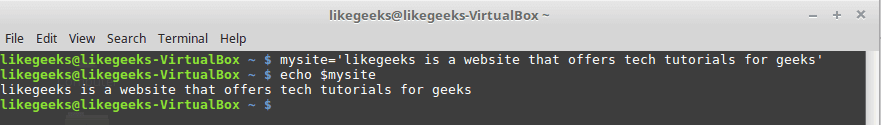 likegeeks@likegeeks-VirtualBox ~
File Edit View Search Terminal Help
likegeeks@likegeeks-VirtualBox ~ $ mysite='likegeeks is a website that offers tech tutorials for geeks'
likegeeks@likegeeks-VirtualBox ~ $ echo $mysite
likegeeks is a website that offers tech tutorials for geeks
likegeeks@likegeeks-VirtualBox ~ $